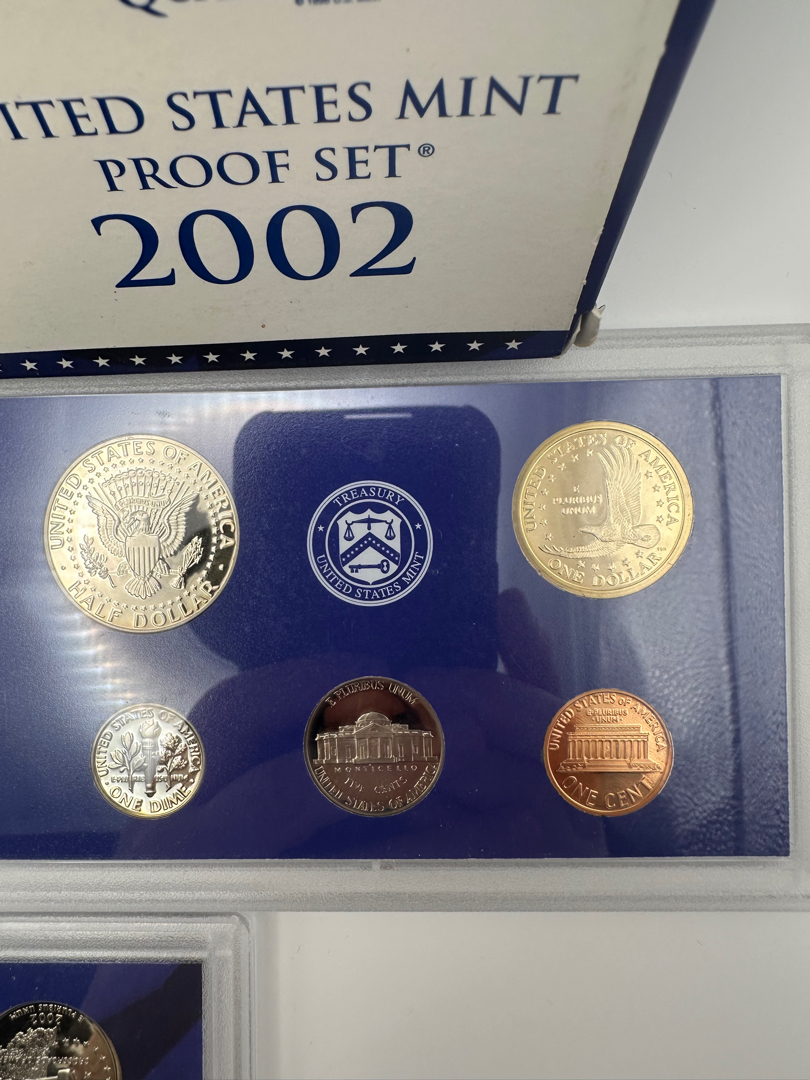 ITED STATES MINT
PROOF SET®
2002
UNITED STATES OF AMERICA
HALF DOLLAR
TREASURY
UNITED STATES MINT
UNITED STATES OF AMERICA
E
PLURIBUS
UNUM
ONE DOLLAR
UNITED STATES OF AMERICA
ONE DIME
E PLURIBUS UNUM
MONTICELLO
FIVE CENTS
UNITED STATES OF AMERICA
UNITED STATES OF AMERICA
E·PLURIBUS
·UNUM·
ONE CENT
E PLURIBUS UNUM
2002